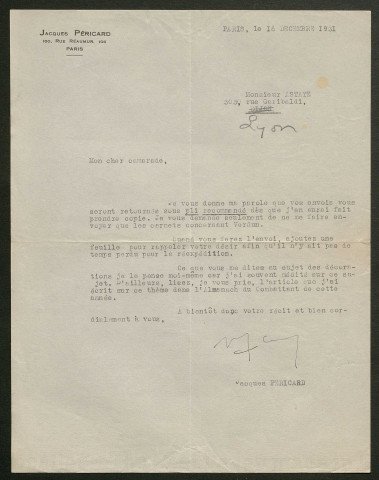 JACQUES PÉRICARD
RUE RÉAUMUR
PARIS
PARIS, le 16 DECEMBRE 1931
Monsieur
rue Garibaldi,
Lyon
Mon cher camarade,
Je vous donne ma parole que vos envois vous
seront retournés sous pli recommandé dès que j'en aurai fait
prendre copie. Je vous demande seulement de ne me faire en-
voyer que les carnets concernant Verdun.
Quand vous ferez l'envoi, ajoutez une
feuille pour rappeler votre désir afin qu'il n'y ait pas de
temps perdu pour la réexpédition.
Ce que vous me dites au sujet des décora-
tions je le pense moi-même car j'ai souvent médité sur ce su-
jet. D'ailleurs, lisez, je vous prie, l'article que j'ai
écrit sur ce thème dans l'Almanach du Combattant de cette
année.
A bientôt donc votre récit et bien cor-
dialement à vous,
Jacques PERICARD